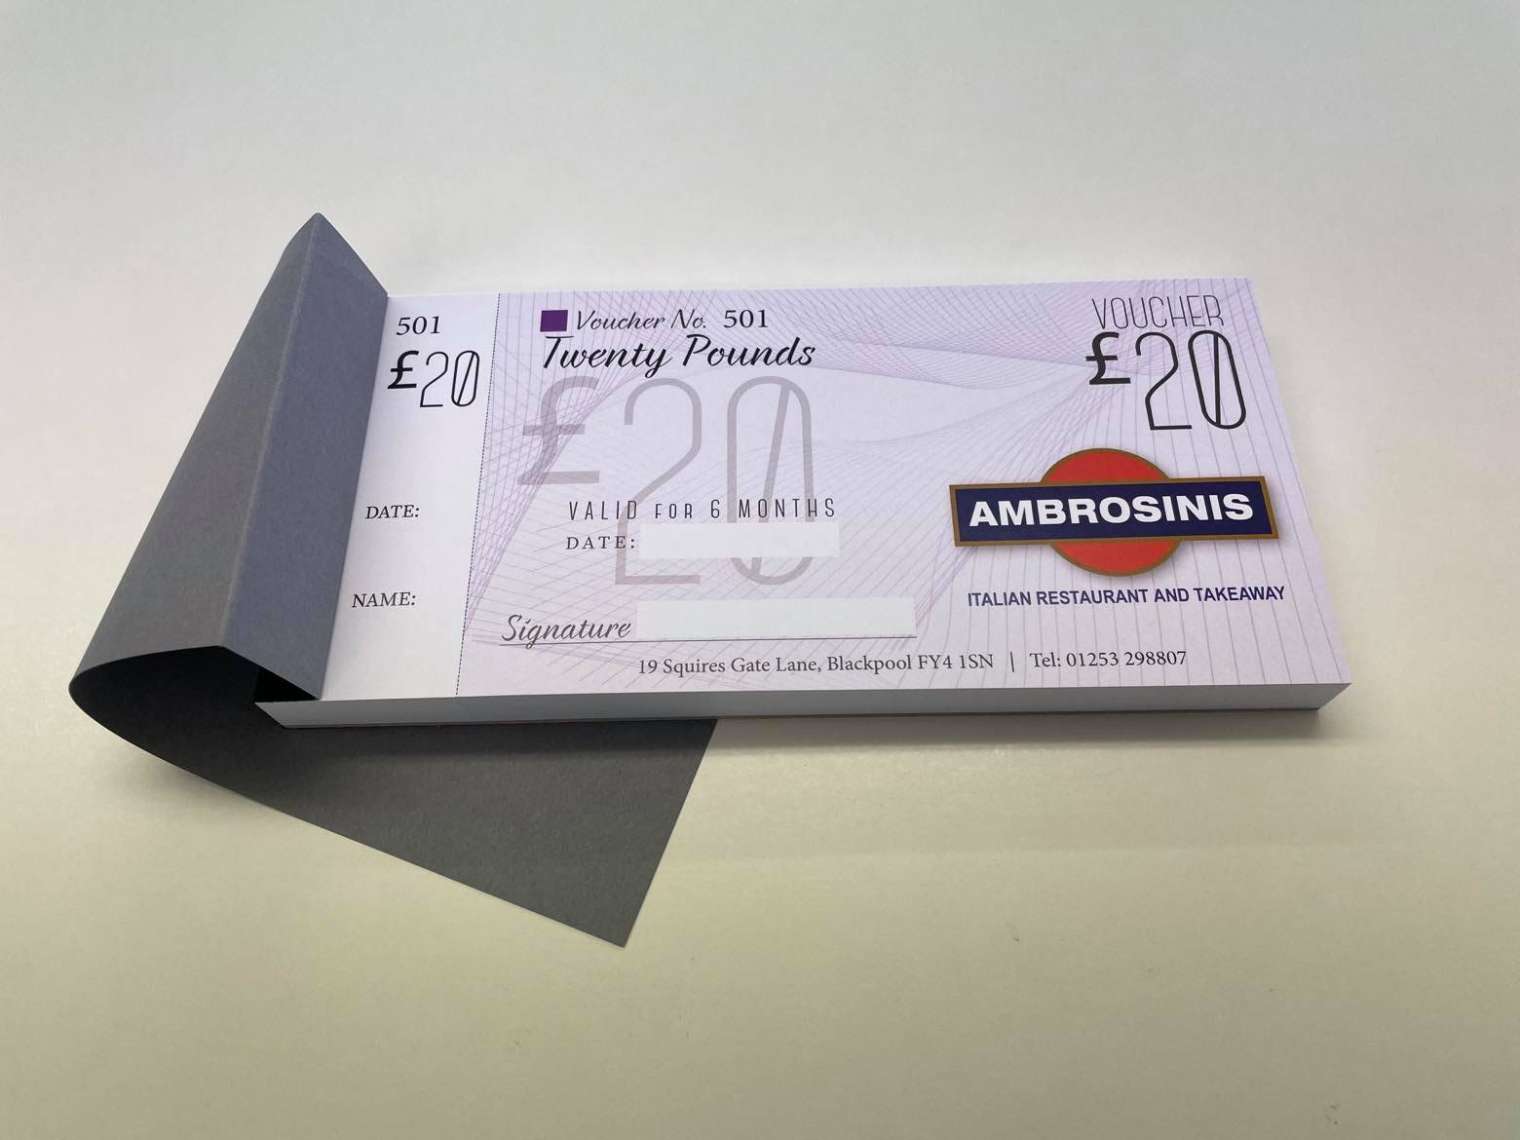 501
£20
DATE:
NAME:
Voucher No. 501
Twenty Pounds
£20
VALID FOR 6 MONTHS
DATE:
Signature
VOUCHER
£20
AMBROSINIS
ITALIAN RESTAURANT AND TAKEAWAY
19 Squires Gate Lane, Blackpool FY4 1SN | Tel: 01253 298807